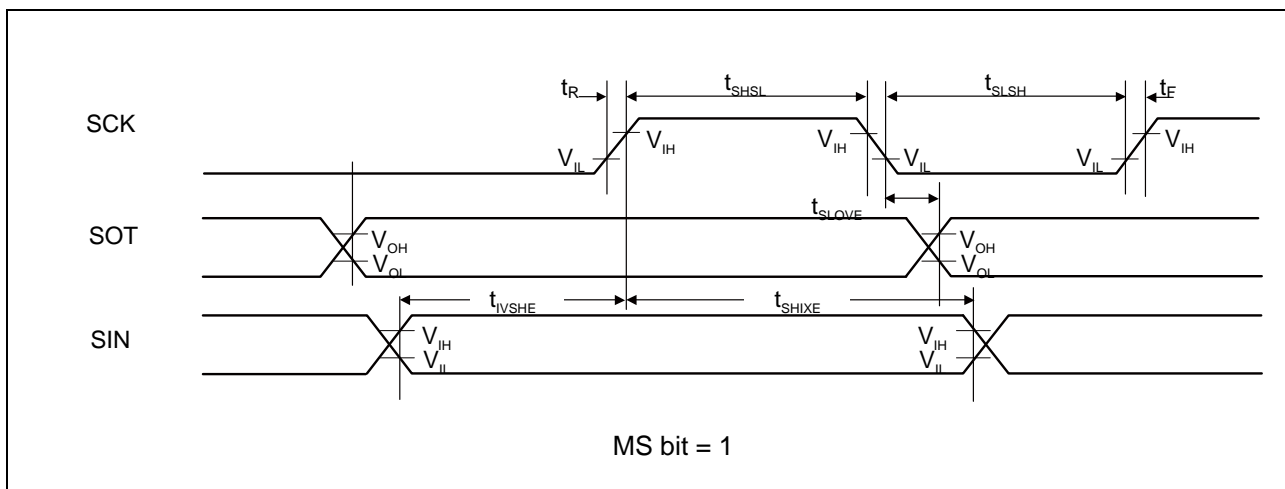 tR tSHSL tSLSH tF
SCK VIH VIH VIH
VIL VIL VIL
tSLOVE
SOT
VOH VOH
VOL VOL
tIVSHE tSHIXE
SIN
VIH VIH
VIL VIL
MS bit = 1